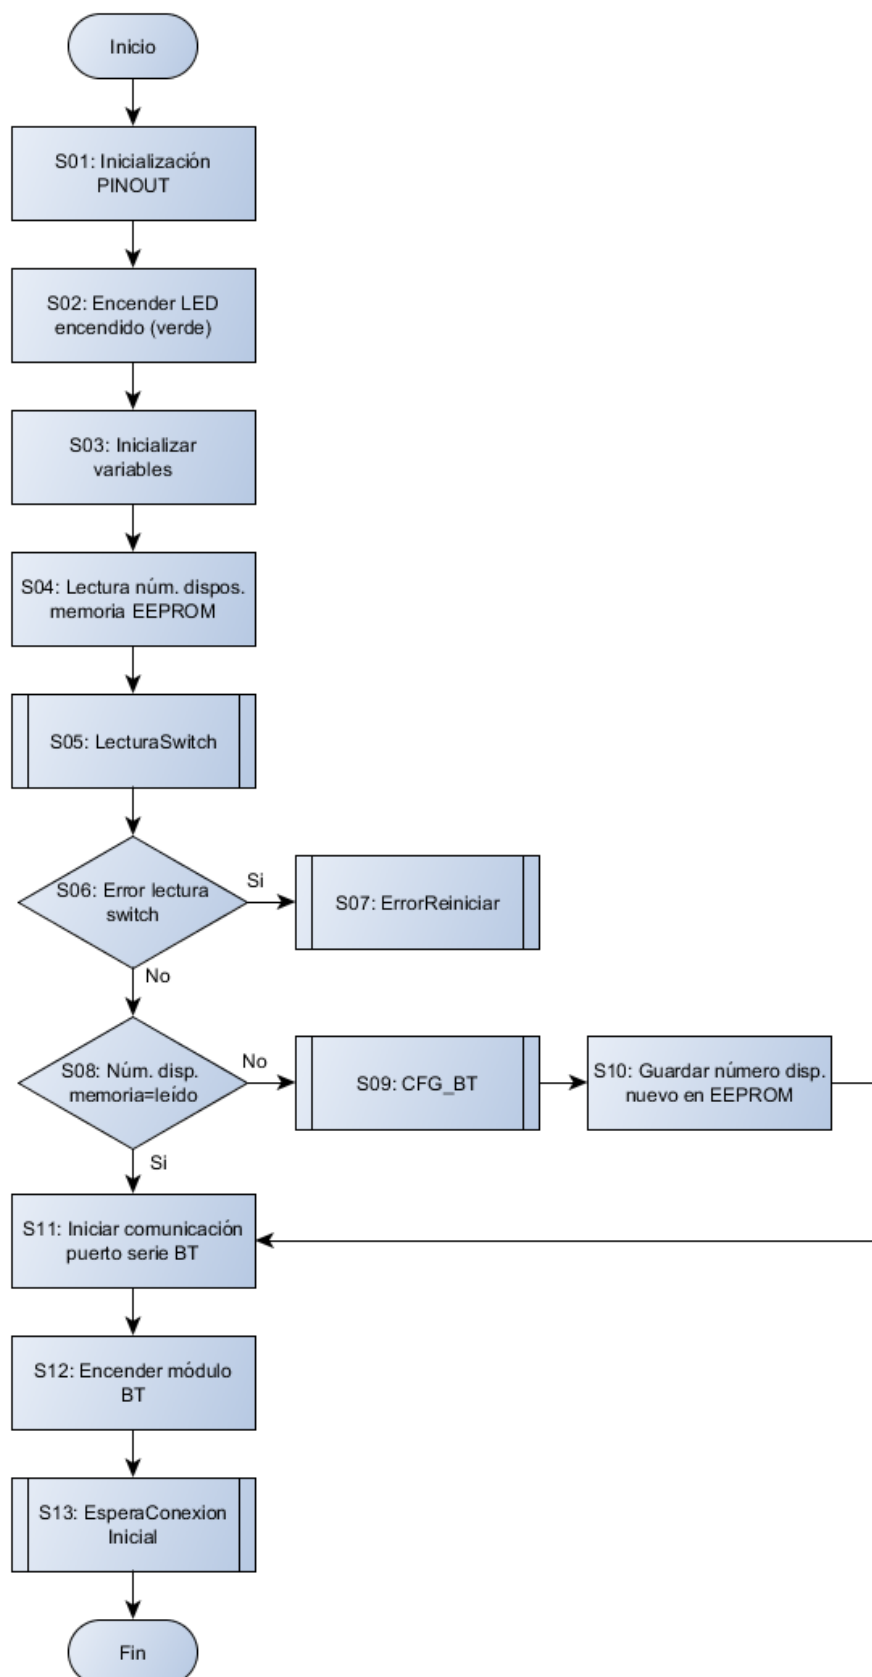 Inicio
S01: Inicialización
PINOUT
S02: Encender LED
encendido (verde)
S03: Inicializar
variables
S04: Lectura núm. dispos.
memoria EEPROM
S05: LecturaSwitch
S06: Error lectura
switch
Si
S07: ErrorReiniciar
No
S08: Núm. disp.
memoria=leído
No
S09: CFG_BT
S10: Guardar número disp.
nuevo en EEPROM
Si
S11: Iniciar comunicación
puerto serie BT
S12: Encender módulo
BT
S13: EsperaConexion
Inicial
Fin